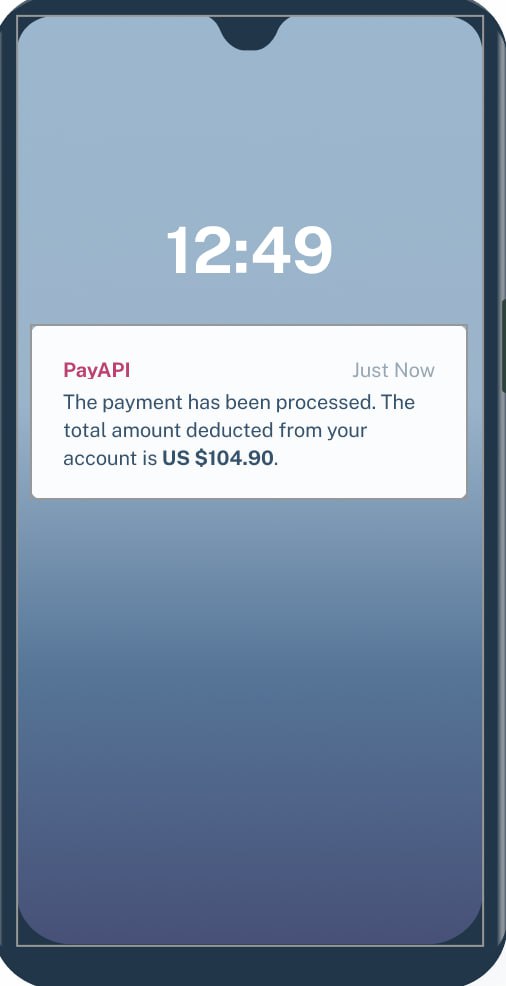 12:49
PayAPI Just Now
The payment has been processed. The
total amount deducted from your
account is US $104.90.